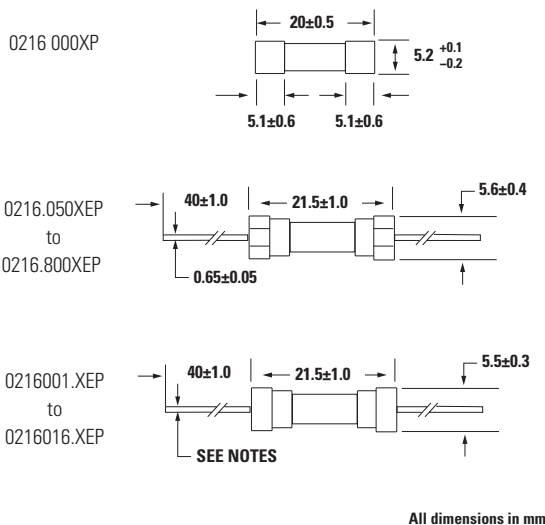 20±0.5
0216 000XP
5.2 +0.1 −0.2
5.1±0.6 5.1±0.6
40±1.0 21.5±1.0 5.6±0.4
0216.050XEP
to
0216.800XEP
0.65±0.05
40±1.0 21.5±1.0 5.5±0.3
0216001.XEP
to
0216016.XEP
SEE NOTES
All dimensions in mm